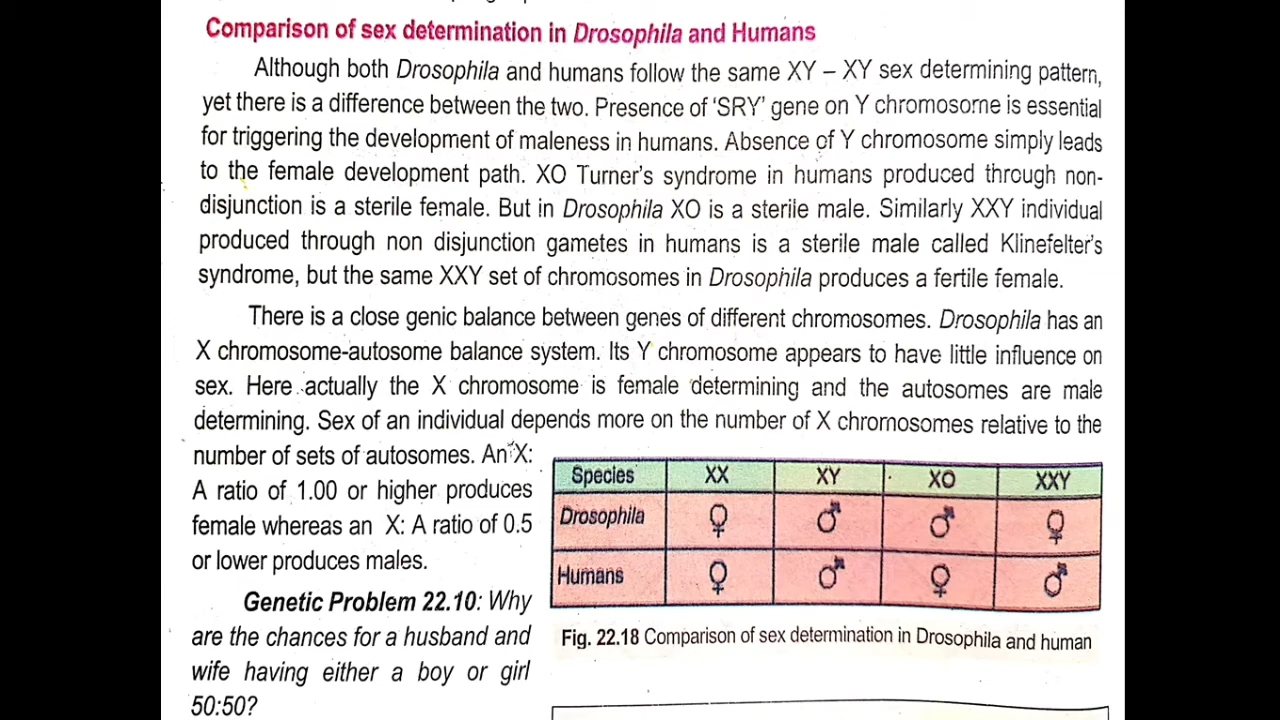 Comparison of sex determination in Drosophila and Humans
Although both Drosophila and humans follow the same XY – XY sex determining pattern,
yet there is a difference between the two. Presence of 'SRY' gene on Y chromosome is essential
for triggering the development of maleness in humans. Absence of Y chromosome simply leads
to the female development path. XO Turner's syndrome in humans produced through non-
disjunction is a sterile female. But in Drosophila XO is a sterile male. Similarly XXY individual
produced through non disjunction gametes in humans is a sterile male called Klinefelter's
syndrome, but the same XXY set of chromosomes in Drosophila produces a fertile female.
There is a close genic balance between genes of different chromosomes. Drosophila has an
X chromosome-autosome balance system. Its Y chromosome appears to have little influence on
sex. Here actually the X chromosome is female determining and the autosomes are male
determining. Sex of an individual depends more on the number of X chromosomes relative to the
number of sets of autosomes. An X:
A ratio of 1.00 or higher produces
female whereas an X: A ratio of 0.5
or lower produces males.
Genetic Problem 22.10: Why
are the chances for a husband and
wife having either a boy or girl
50:50?
Species XX XY XO XXY
Drosophila ♀ ♂ ♂ ♀
Humans ♀ ♂ ♀ ♂
Fig. 22.18 Comparison of sex determination in Drosophila and human